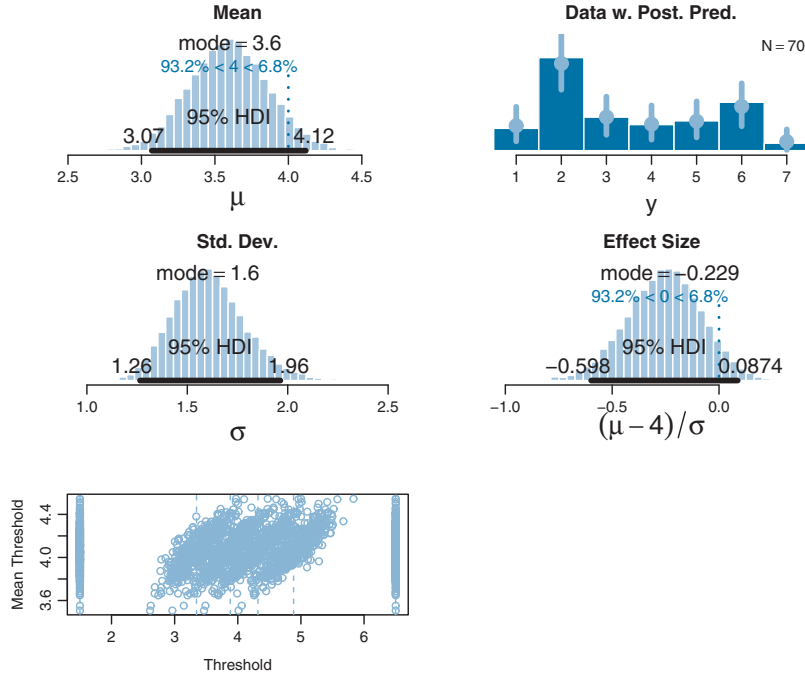 Mean
mode = 3.6
93.2% < 4 < 6.8%
95% HDI
3.07 4.12
2.5 3.0 3.5 4.0 4.5
μ
Data w. Post. Pred.
N = 70
1 2 3 4 5 6 7
y
Std. Dev.
mode = 1.6
95% HDI
1.26 1.96
1.0 1.5 2.0 2.5
σ
Effect Size
mode = −0.229
93.2% < 0 < 6.8%
95% HDI
−0.598 0.0874
−1.0 −0.5 0.0
(μ − 4)/σ
Mean Threshold
4.4
4.0
3.6
2 3 4 5 6
Threshold